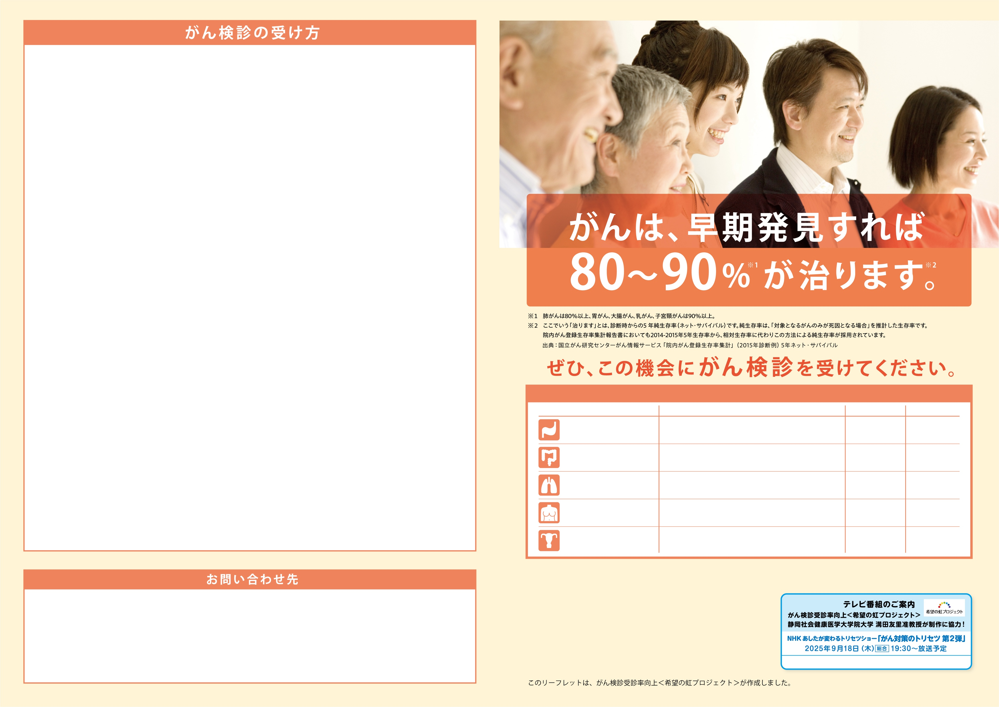 がん検診の受け方
お問い合わせ先
がんは、早期発見すれば
80～90%※1が治ります。※2
※1 肺がんは80%以上、胃がん、大腸がん、乳がん、子宮頸がんは90%以上。
※2 ここでいう「治ります」とは、診断時からの5 年純生存率(ネット・サバイバル)です。純生存率は、「対象となるがんのみが死因となる場合」を推計した生存率です。
院内がん登録生存率集計報告書においても2014-2015年5年生存率から、相対生存率に代わりこの方法による純生存率が採用されています。
出典：国立がん研究センターがん情報サービス「院内がん登録生存率集計」（2015年診断例）5年ネット・サバイバル
ぜひ、この機会にがん検診を受けてください。
テレビ番組のご案内
希望の虹プロジェクト
がん検診受診率向上＜希望の虹プロジェクト＞
静岡社会健康医学大学院大学 溝田友里准教授が制作に協力！
NHK あしたが変わるトリセツショー「がん対策のトリセツ 第2弾」
2025年9月18日（木）総合 19:30～放送予定
このリーフレットは、がん検診受診率向上＜希望の虹プロジェクト＞が作成しました。